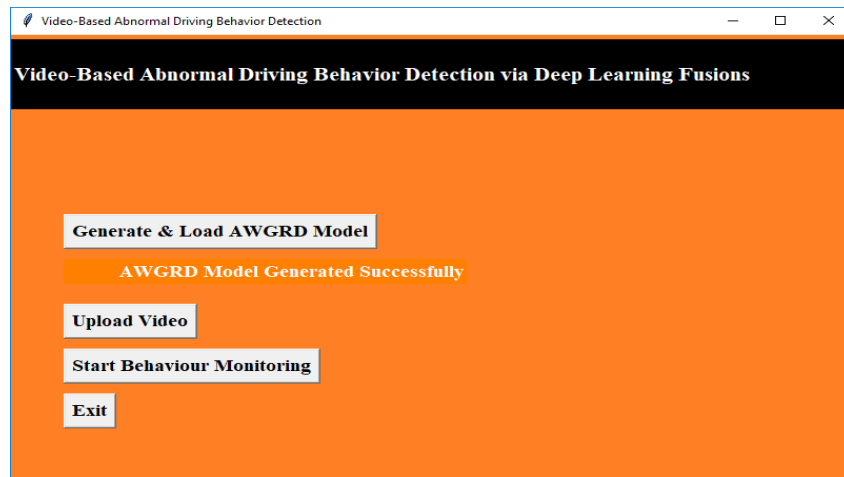 Video-Based Abnormal Driving Behavior Detection
Video-Based Abnormal Driving Behavior Detection via Deep Learning Fusions
Generate & Load AWGRD Model
AWGRD Model Generated Successfully
Upload Video
Start Behaviour Monitoring
Exit